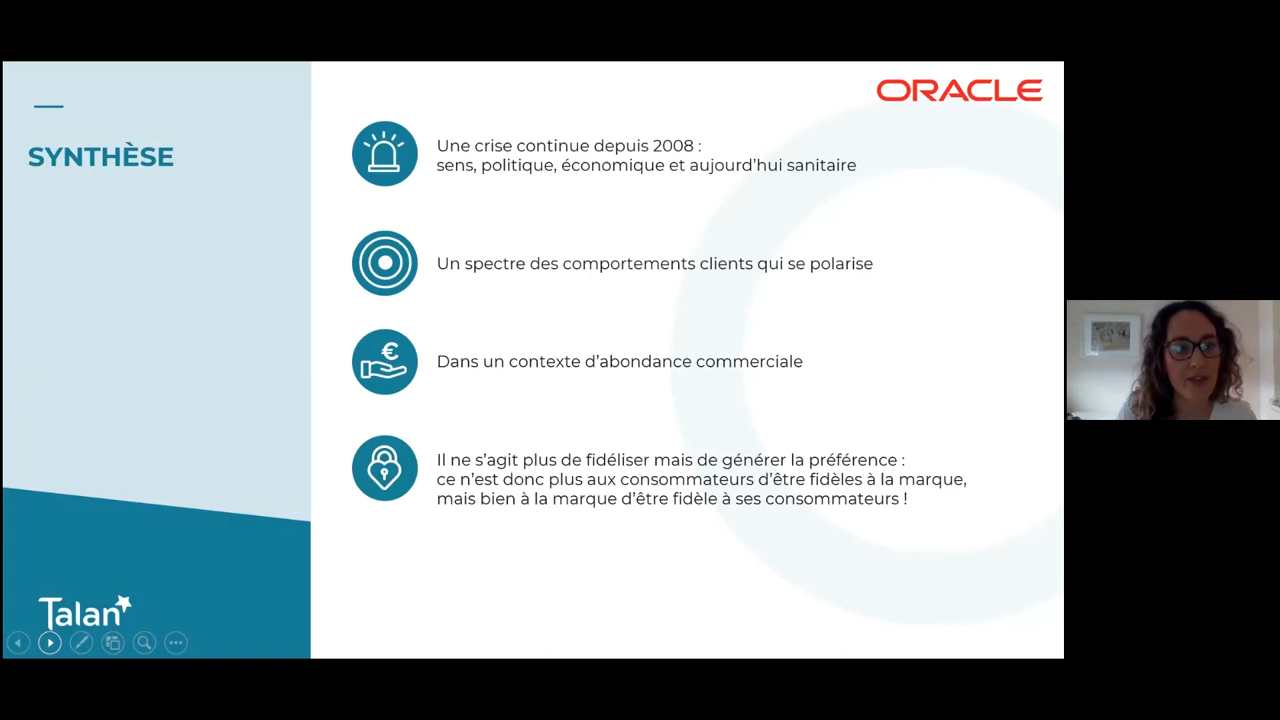 ORACLE
SYNTHÈSE
Une crise continue depuis 2008 :
sens, politique, économique et aujourd’hui sanitaire
Un spectre des comportements clients qui se polarise
€
Dans un contexte d’abondance commerciale
Il ne s’agit plus de fidéliser mais de générer la préférence :
ce n’est donc plus aux consommateurs d’être fidèles à la marque,
mais bien à la marque d’être fidèle à ses consommateurs !
Talan